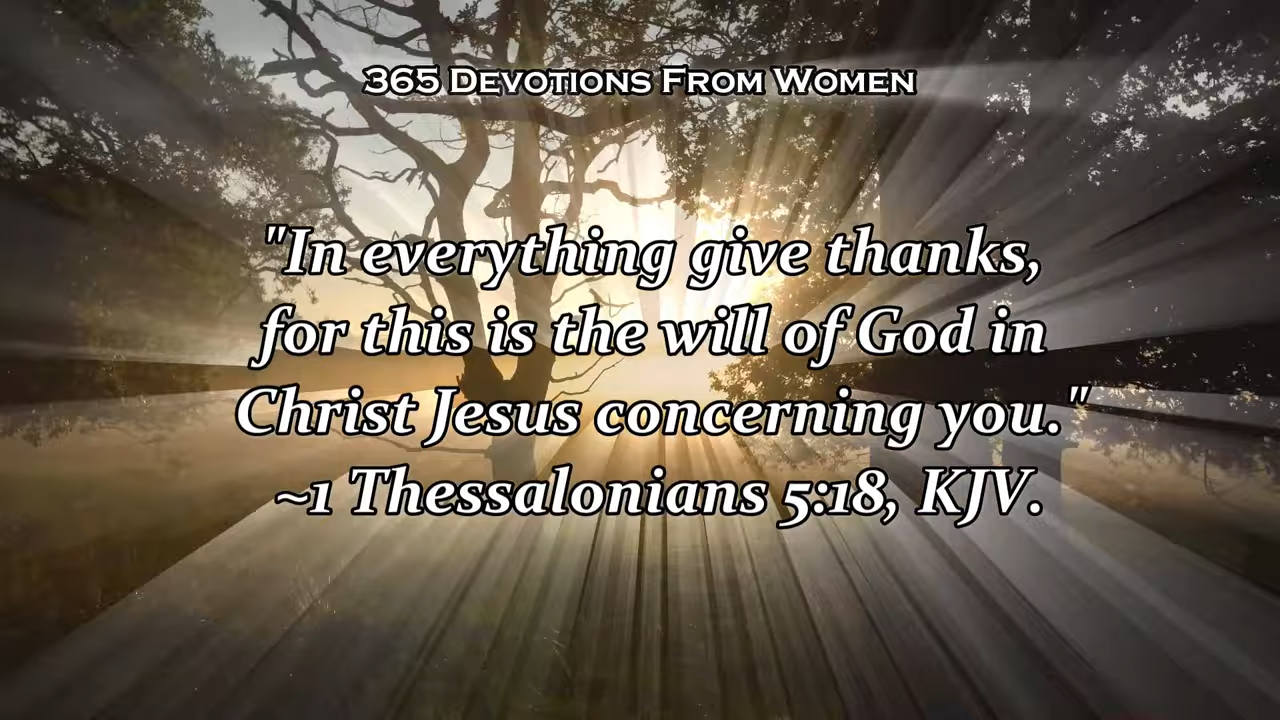 365 Devotions From Women
"In everything give thanks,
for this is the will of God in
Christ Jesus concerning you."
~1 Thessalonians 5:18, KJV.